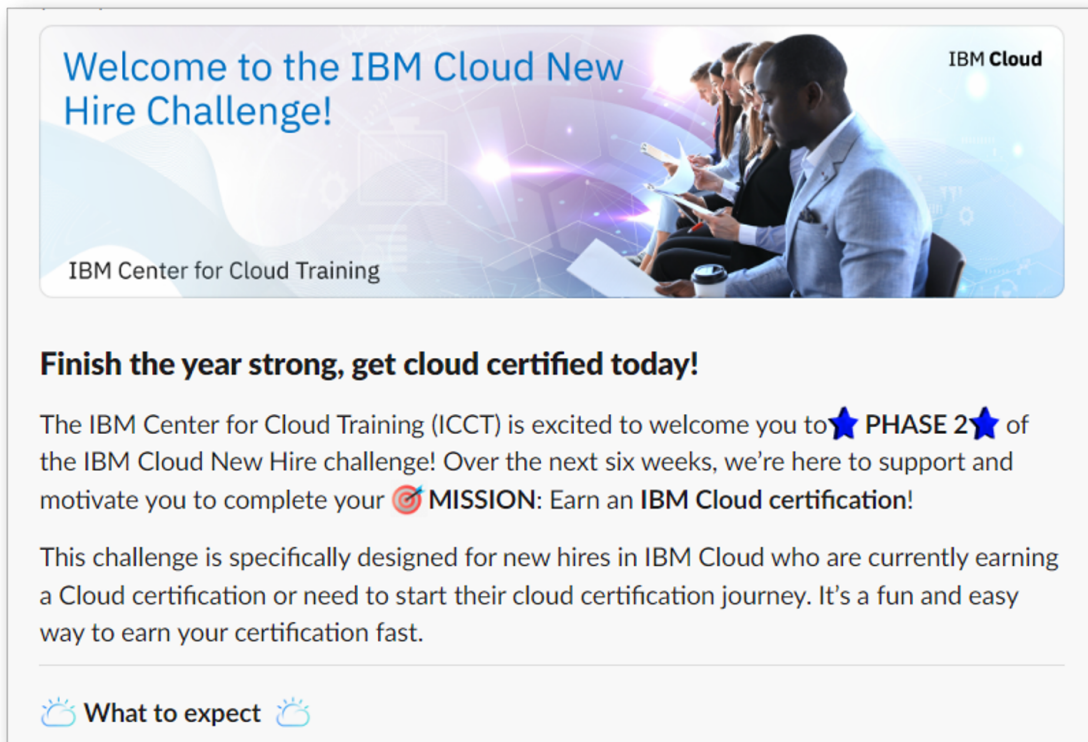 Welcome to the IBM Cloud New
Hire Challenge!
IBM Cloud
IBM Center for Cloud Training
Finish the year strong, get cloud certified today!
The IBM Center for Cloud Training (ICCT) is excited to welcome you to PHASE 2 of
the IBM Cloud New Hire challenge! Over the next six weeks, we’re here to support and
motivate you to complete your MISSION: Earn an IBM Cloud certification!
This challenge is specifically designed for new hires in IBM Cloud who are currently earning
a Cloud certification or need to start their cloud certification journey. It’s a fun and easy
way to earn your certification fast.
What to expect